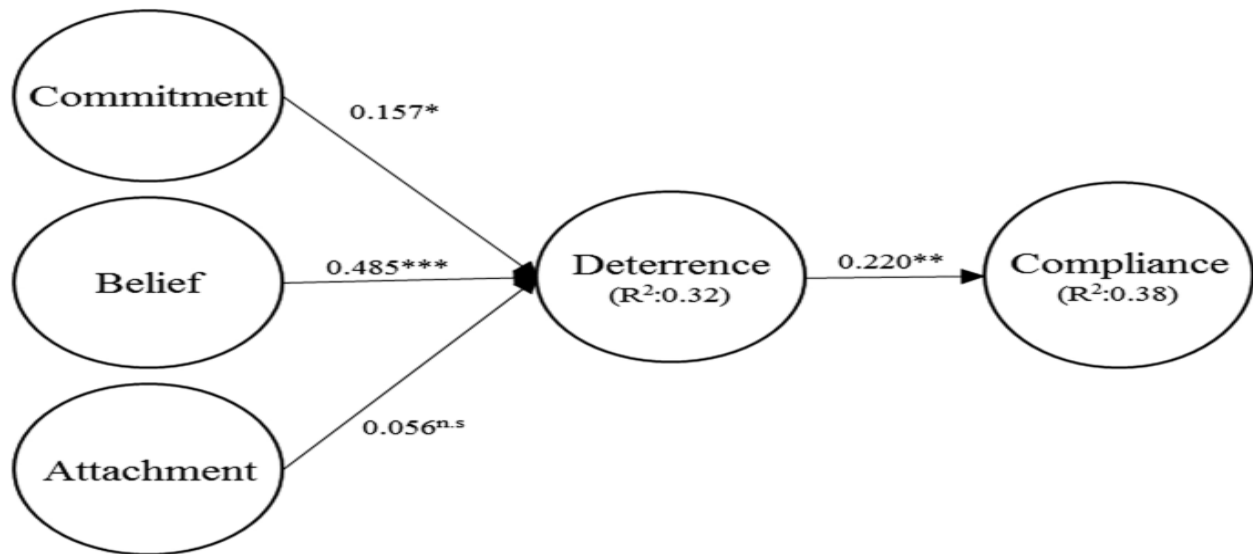 Commitment
0.157*
Belief
0.485***
Deterrence
(R²:0.32)
0.220**
Compliance
(R²:0.38)
0.056ⁿ·ˢ
Attachment